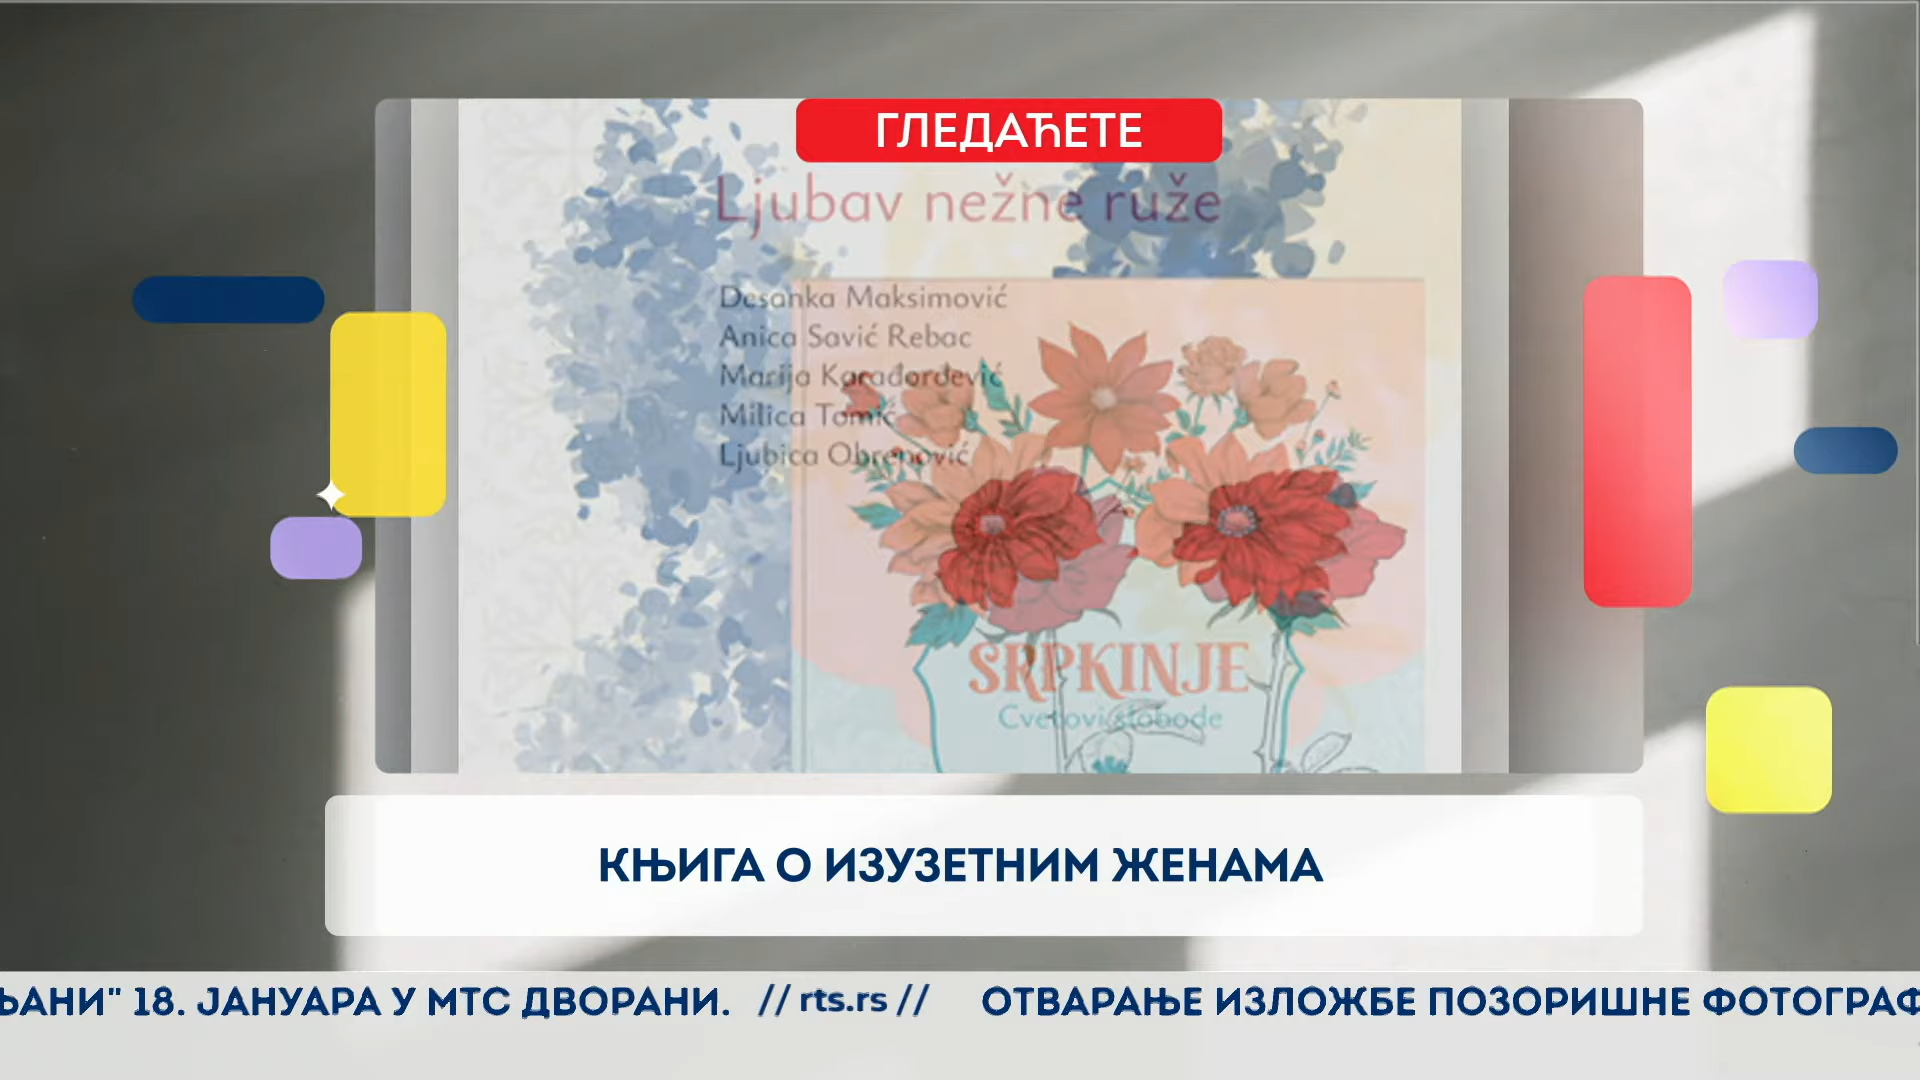 ГЛЕДАЋЕТЕ
Ljubav nežne ruže
Desanka Maksimović
Anica Savić Rebac
Marija Karađorđević
Milica Tomić
Ljubica Obrenović
SRPKINJE
Cvetovi slobode
КЊИГА О ИЗУЗЕТНИМ ЖЕНАМА
ЊАНИ" 18. ЈАНУАРА У МТС ДВОРАНИ. // rts.rs // ОТВАРАЊЕ ИЗЛОЖБЕ ПОЗОРИШНЕ ФОТОГРАФ